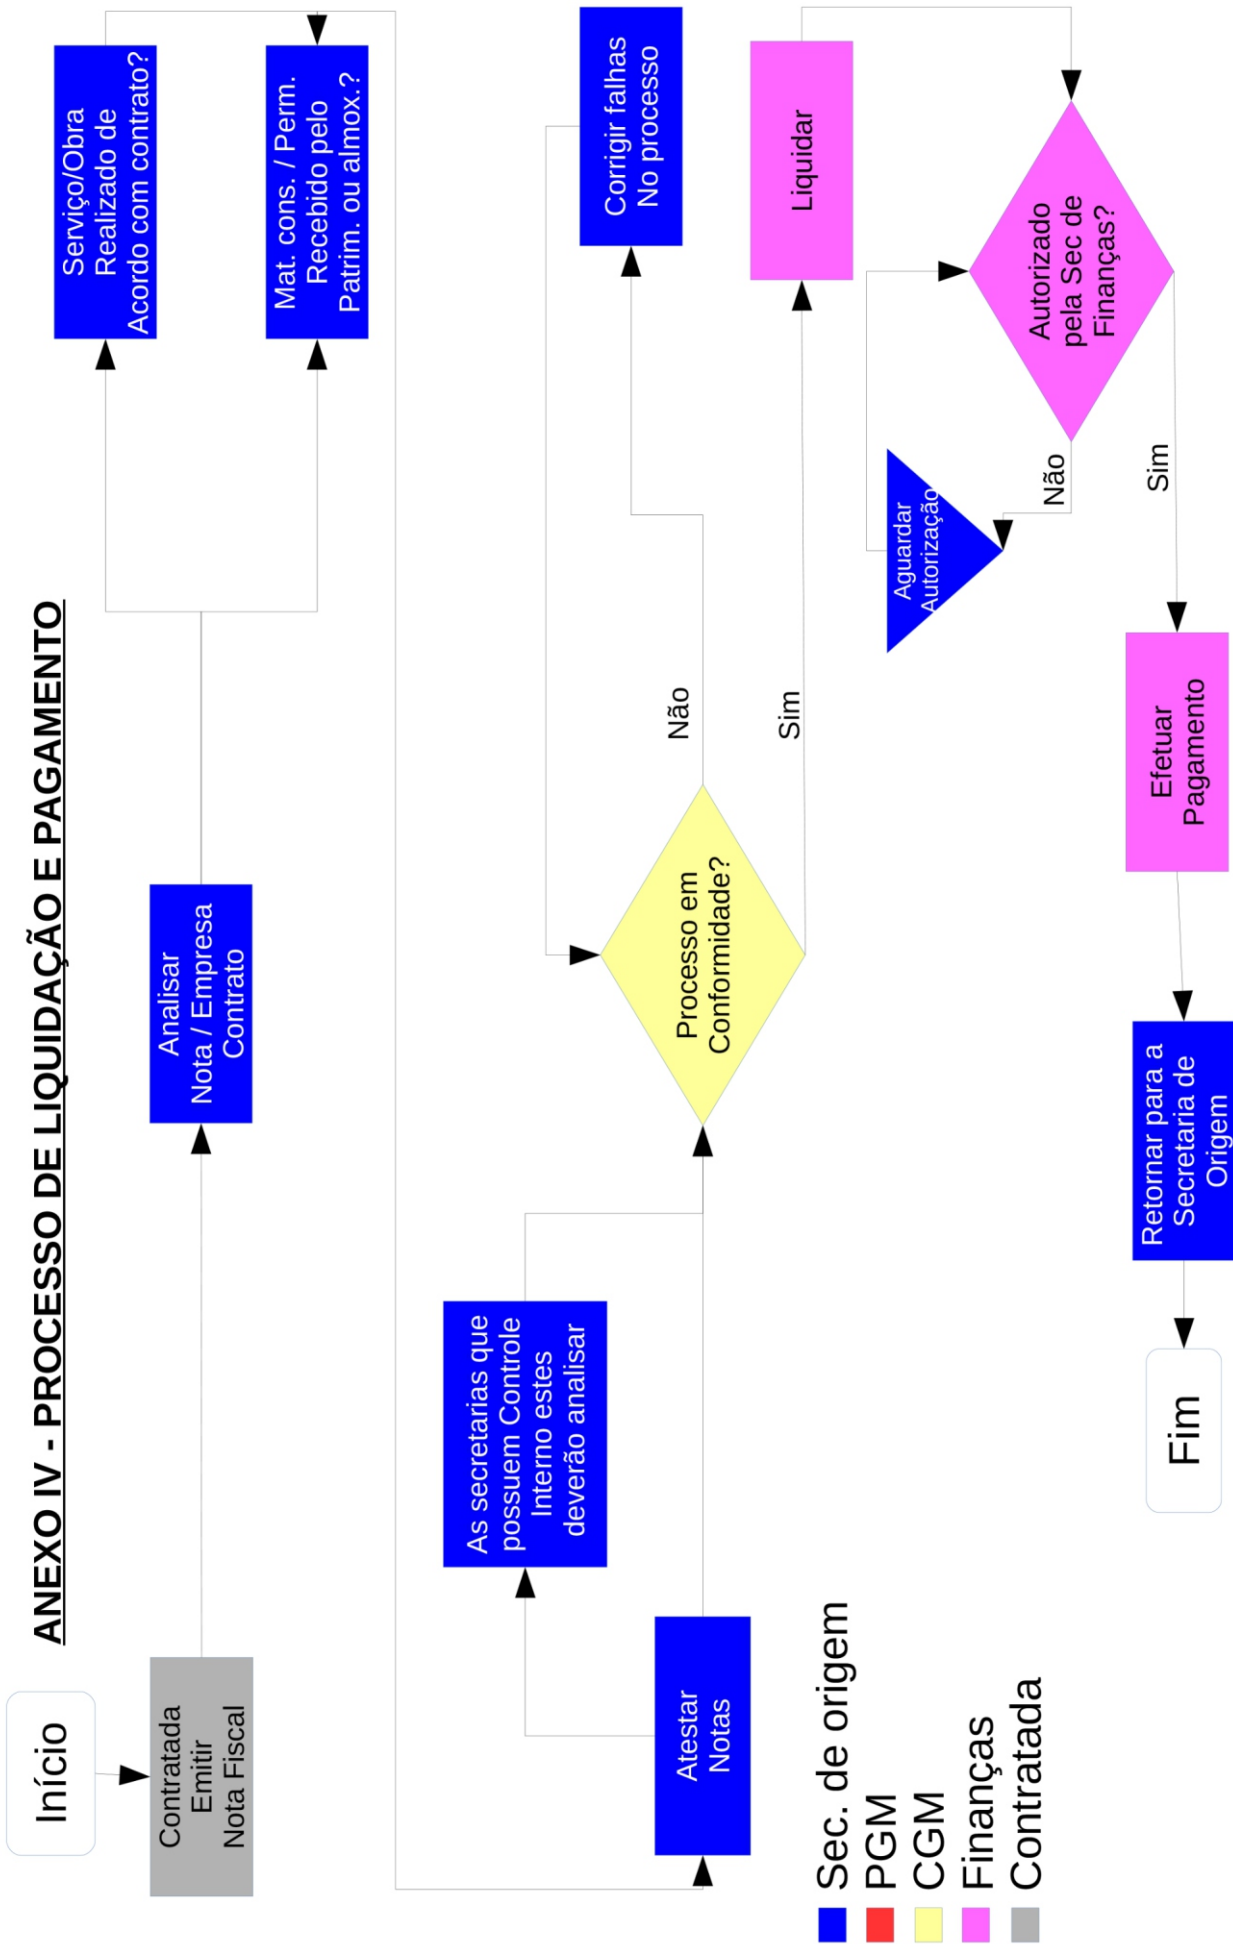 ANEXO IV - PROCESSO DE LIQUIDAÇÃO E PAGAMENTO
Início
Contratada
Emitir
Nota Fiscal
Analisar
Nota / Empresa
Contrato
Serviço/Obra
Realizado de
Acordo com contrato?
Mat. cons. / Perm.
Recebido pelo
Patrim. ou almox.?
Atestar
Notas
As secretarias que
possuem Controle
Interno estes
deverão analisar
Processo em
Conformidade?
Não
Sim
Corrigir falhas
No processo
Liquidar
Autorizado
pela Sec de
Finanças?
Não
Sim
Aguardar
Autorização
Efetuar
Pagamento
Retornar para a
Secretaria de
Origem
Fim
Sec. de origem
PGM
CGM
Finanças
Contratada